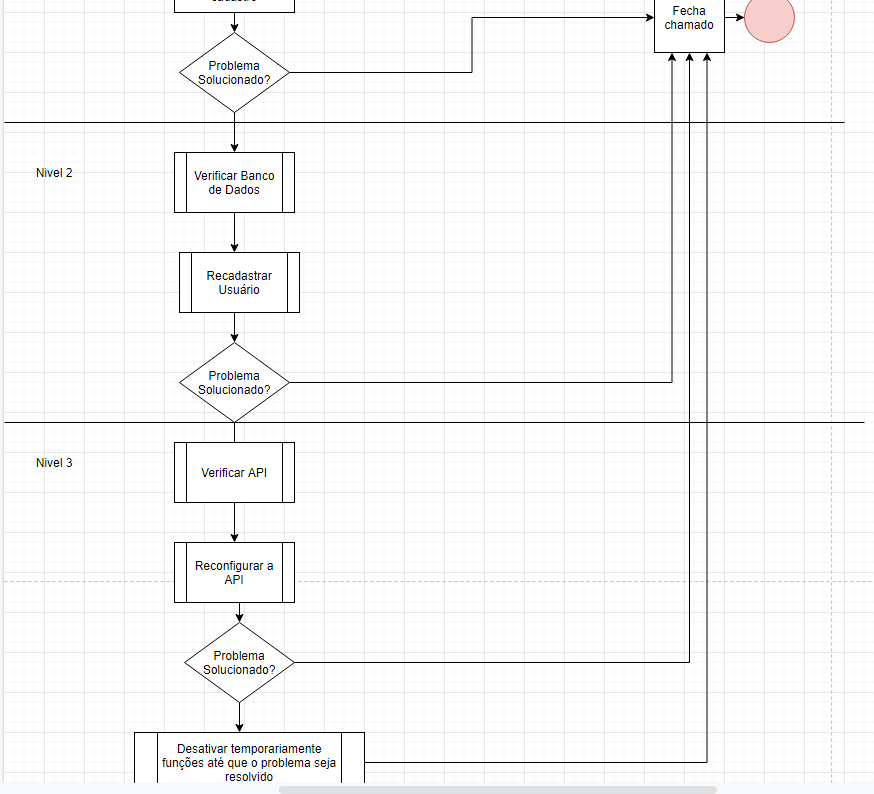 Fecha
chamado
Problema
Solucionado?
Nivel 2
Verificar Banco
de Dados
Recadastrar
Usuário
Problema
Solucionado?
Nivel 3
Verificar API
Reconfigurar a
API
Problema
Solucionado?
Desativar temporariamente
funções até que o problema seja
resolvido